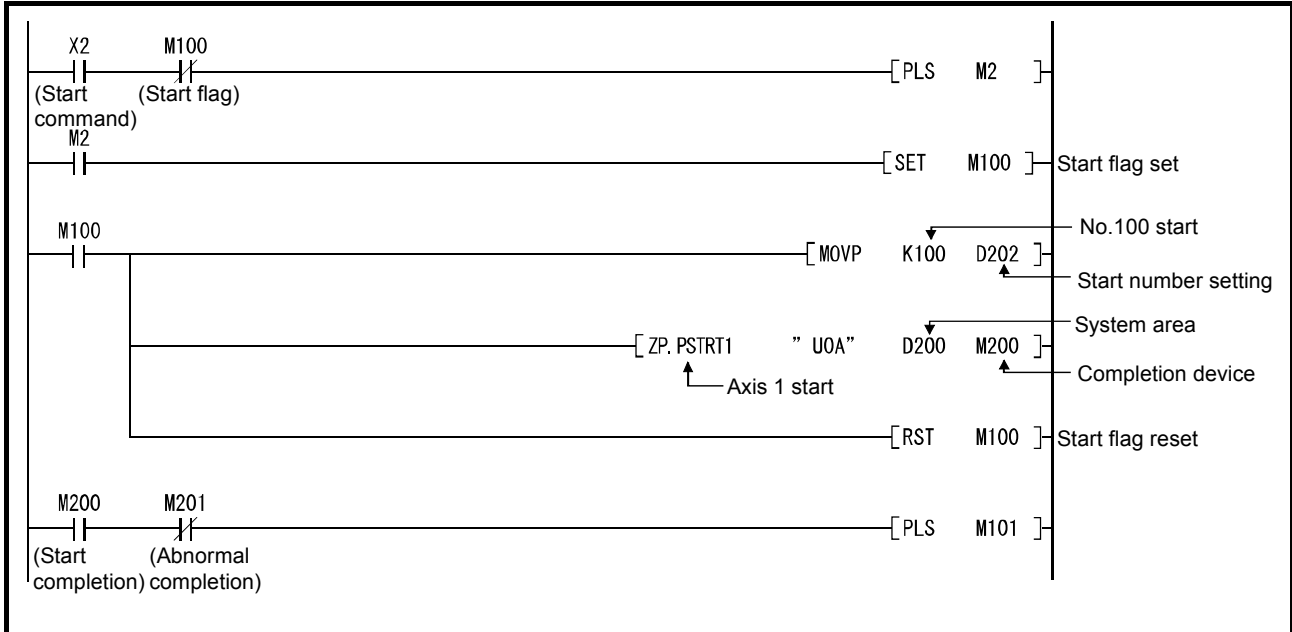 X2 M100
[PLS M2 ]
(Start (Start flag)
command)
M2
[SET M100 ] Start flag set
M100
No.100 start
[MOVP K100 D202 ]
Start number setting
System area
[ZP.PSTRT1 ” U0A” D200 M200 ]
Completion device
Axis 1 start
[RST M100 ] Start flag reset
M200 M201
[PLS M101 ]
(Start (Abnormal
completion) completion)